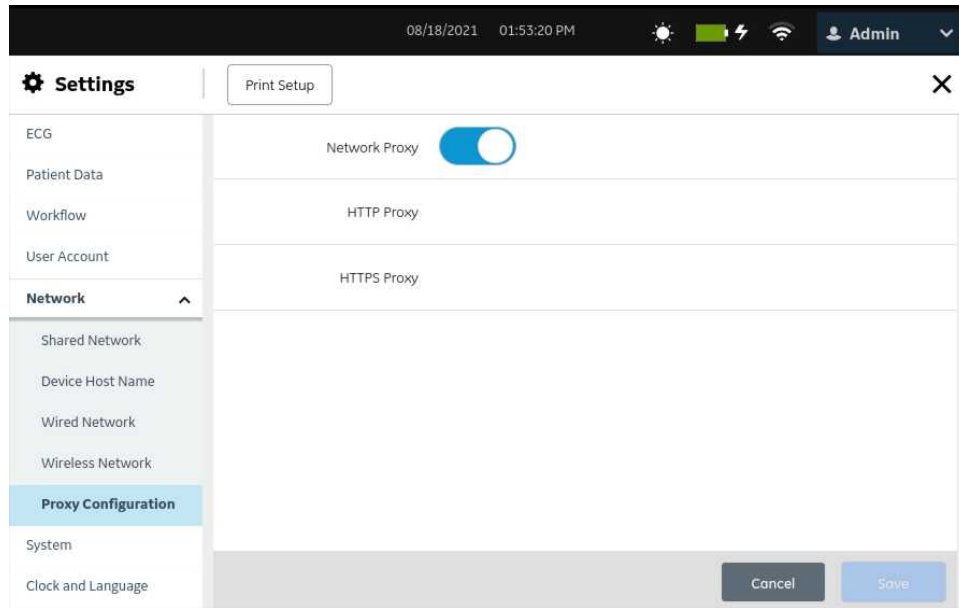 08/18/2021 01:53:20 PM Admin
Settings Print Setup
ECG
Patient Data
Workflow
User Account
Network
Shared Network
Device Host Name
Wired Network
Wireless Network
Proxy Configuration
System
Clock and Language
Network Proxy
HTTP Proxy
HTTPS Proxy
Cancel Save